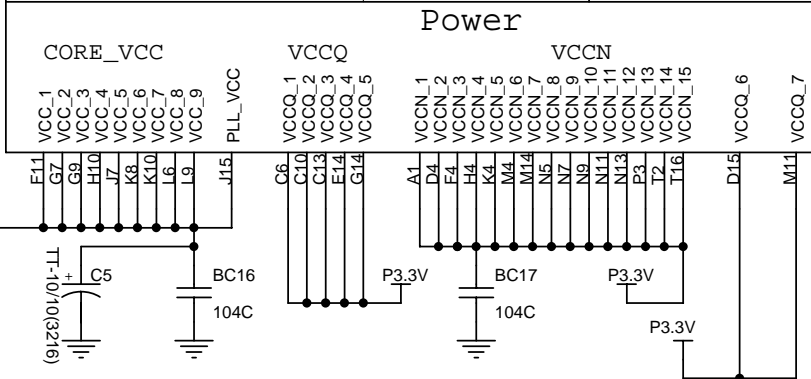 Power
CORE_VCC
VCCQ
VCCN
VCC_1
VCC_2
VCC_3
VCC_4
VCC_5
VCC_6
VCC_7
VCC_8
VCC_9
PLL_VCC
VCCQ_1
VCCQ_2
VCCQ_3
VCCQ_4
VCCQ_5
VCCN_1
VCCN_2
VCCN_3
VCCN_4
VCCN_5
VCCN_6
VCCN_7
VCCN_8
VCCN_9
VCCN_10
VCCN_11
VCCN_12
VCCN_13
VCCN_14
VCCN_15
VCCQ_6
VCCQ_7
F11
G7
G9
H10
J7
K8
K10
L6
L9
J15
C6
C10
C13
E14
G14
A1
D4
F4
H4
K4
M4
M14
N5
N7
N9
N11
N13
P3
T2
T16
D15
M11
TT-10/10(3216)
+
C5
BC16
104C
P3.3V
BC17
104C
P3.3V
P3.3V